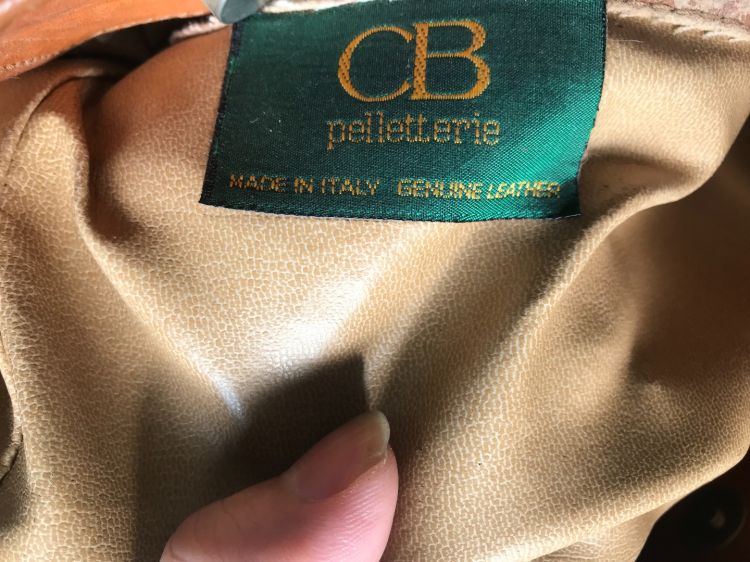 CB
pelletterie
MADE IN ITALY GENUINE LEATHER